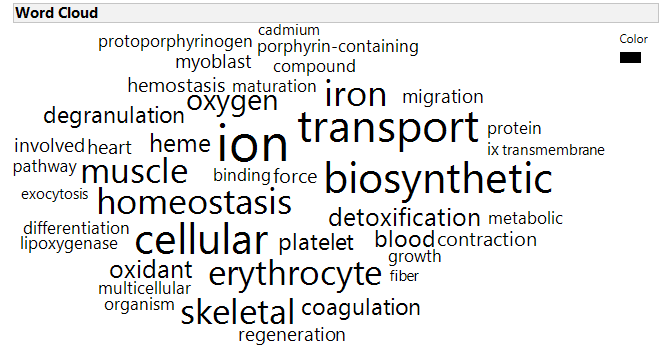 Word Cloud
Color
cadmium
protoporphyrinogen
porphyrin-containing
myoblast
compound
hemostasis
maturation
oxygen
iron
migration
degranulation
transport
protein
involved
heart
heme
ion
ix
transmembrane
pathway
muscle
binding
force
biosynthetic
exocytosis
homeostasis
detoxification
metabolic
differentiation
lipoxygenase
cellular
platelet
blood
contraction
growth
oxidant
erythrocyte
fiber
multicellular
organism
skeletal
coagulation
regeneration